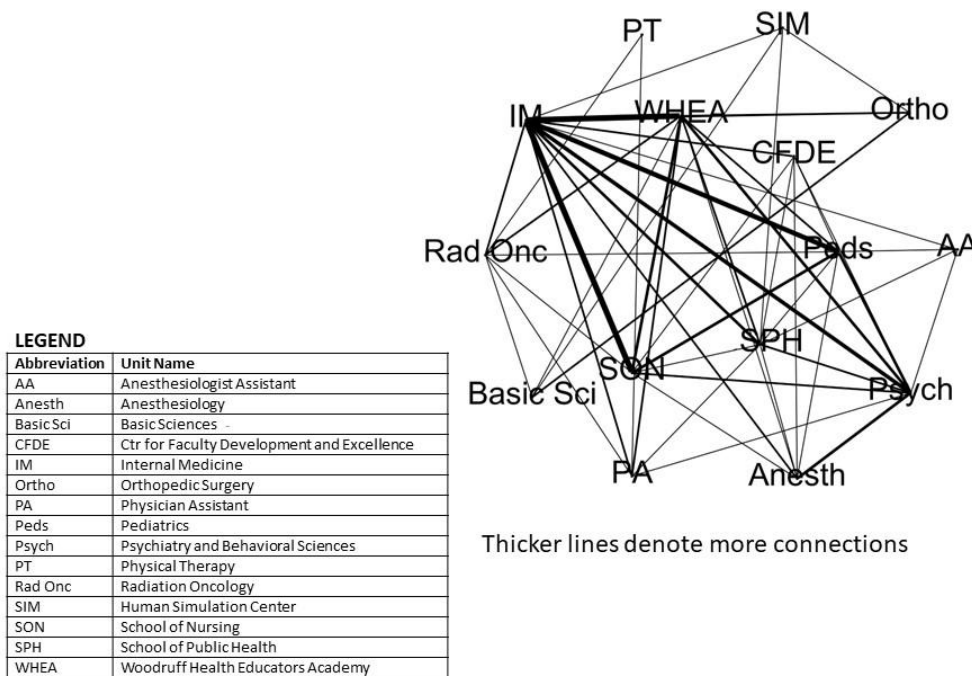 PT
SIM
IM
WHEA
Ortho
CFDE
Rad Onc
Peds
AA
SPH
SON
Basic Sci
Psych
PA
Anesth
Thicker lines denote more connections
LEGEND
Abbreviation Unit Name
AA Anesthesiologist Assistant
Anesth Anesthesiology
Basic Sci Basic Sciences -
CFDE Ctr for Faculty Development and Excellence
IM Internal Medicine
Ortho Orthopedic Surgery
PA Physician Assistant
Peds Pediatrics
Psych Psychiatry and Behavioral Sciences
PT Physical Therapy
Rad Onc Radiation Oncology
SIM Human Simulation Center
SON School of Nursing
SPH School of Public Health
WHEA Woodruff Health Educators Academy